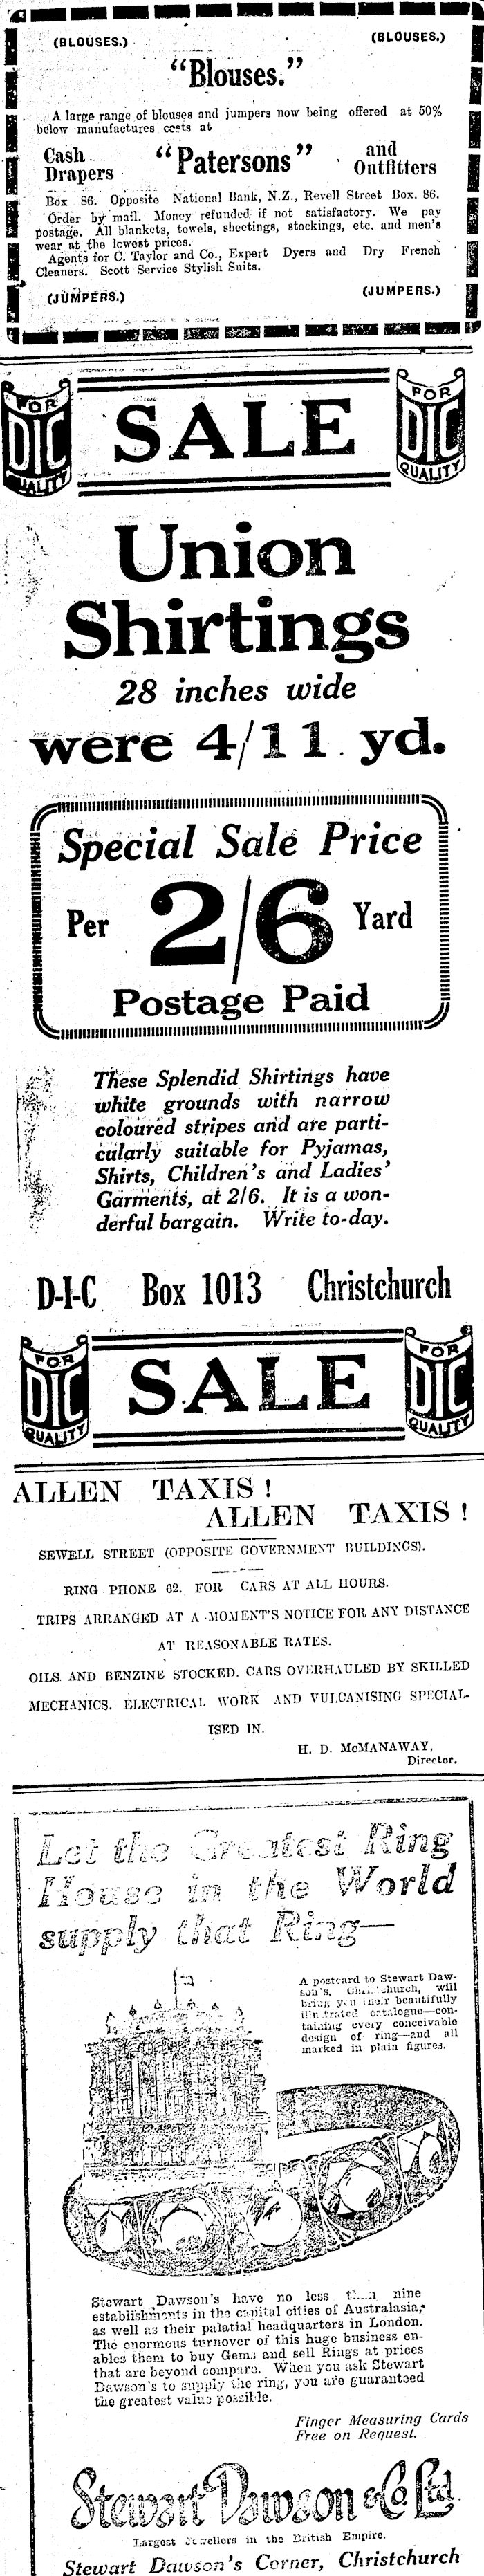 (BLOUSES.) (BLOUSES.)
"Blouses."
A large range of blouses and jumpers now being offered at 50%
below manufactures costs at
Cash Drapers "Patersons" and Outfitters
Box 86. Opposite National Bank, N.Z., Revell Street Box. 86.
Order by mail. Money refunded if not satisfactory. We pay
postage. All blankets, towels, sheetings, stockings, etc. and men's
wear at the lowest prices.
Agents for C. Taylor and Co., Expert Dyers and Dry French
Cleaners. Scott Service Stylish Suits.
(JUMPERS.) (JUMPERS.)
FOR DIC QUALITY SALE FOR DIC QUALITY
Union
Shirtings
28 inches wide
were 4/11 yd.
Special Sale Price
Per 2/6 Yard
Postage Paid
These Splendid Shirtings have
white grounds with narrow
coloured stripes and are parti-
cularly suitable for Pyjamas,
Shirts, Children's and Ladies'
Garments, at 2/6. It is a won-
derful bargain. Write to-day.
D-I-C Box 1013 Christchurch
FOR DIC QUALITY SALE FOR DIC QUALITY
ALLEN TAXIS !
ALLEN TAXIS !
SEWELL STREET (OPPOSITE GOVERNMENT BUILDINGS).
RING PHONE 62. FOR CARS AT ALL HOURS.
TRIPS ARRANGED AT A MOMENT'S NOTICE FOR ANY DISTANCE
AT REASONABLE RATES.
OILS. AND BENZINE STOCKED. CARS OVERHAULED BY SKILLED
MECHANICS. ELECTRICAL WORK AND VULCANISING SPECIAL-
ISED IN.
H. D. McMANAWAY,
Director.
Let the Greatest Ring
House in the World
supply that Ring—
A postcard to Stewart Daw-
son's, Christchurch, will
bring you their beautifully
illustrated catalogue—con-
taining every conceivable
design of ring—and all
marked in plain figures.
Stewart Dawson's have no less than nine
establishments in the capital cities of Australasia,
as well as their palatial headquarters in London.
The enormous turnover of this huge business en-
ables them to buy Gems and sell Rings at prices
that are beyond compare. When you ask Stewart
Dawson's to supply the ring, you are guaranteed
the greatest value possible.
Finger Measuring Cards
Free on Request.
Stewart Dawson & Co. Ltd.
Largest Jewellers in the British Empire.
Stewart Dawson's Corner, Christchurch